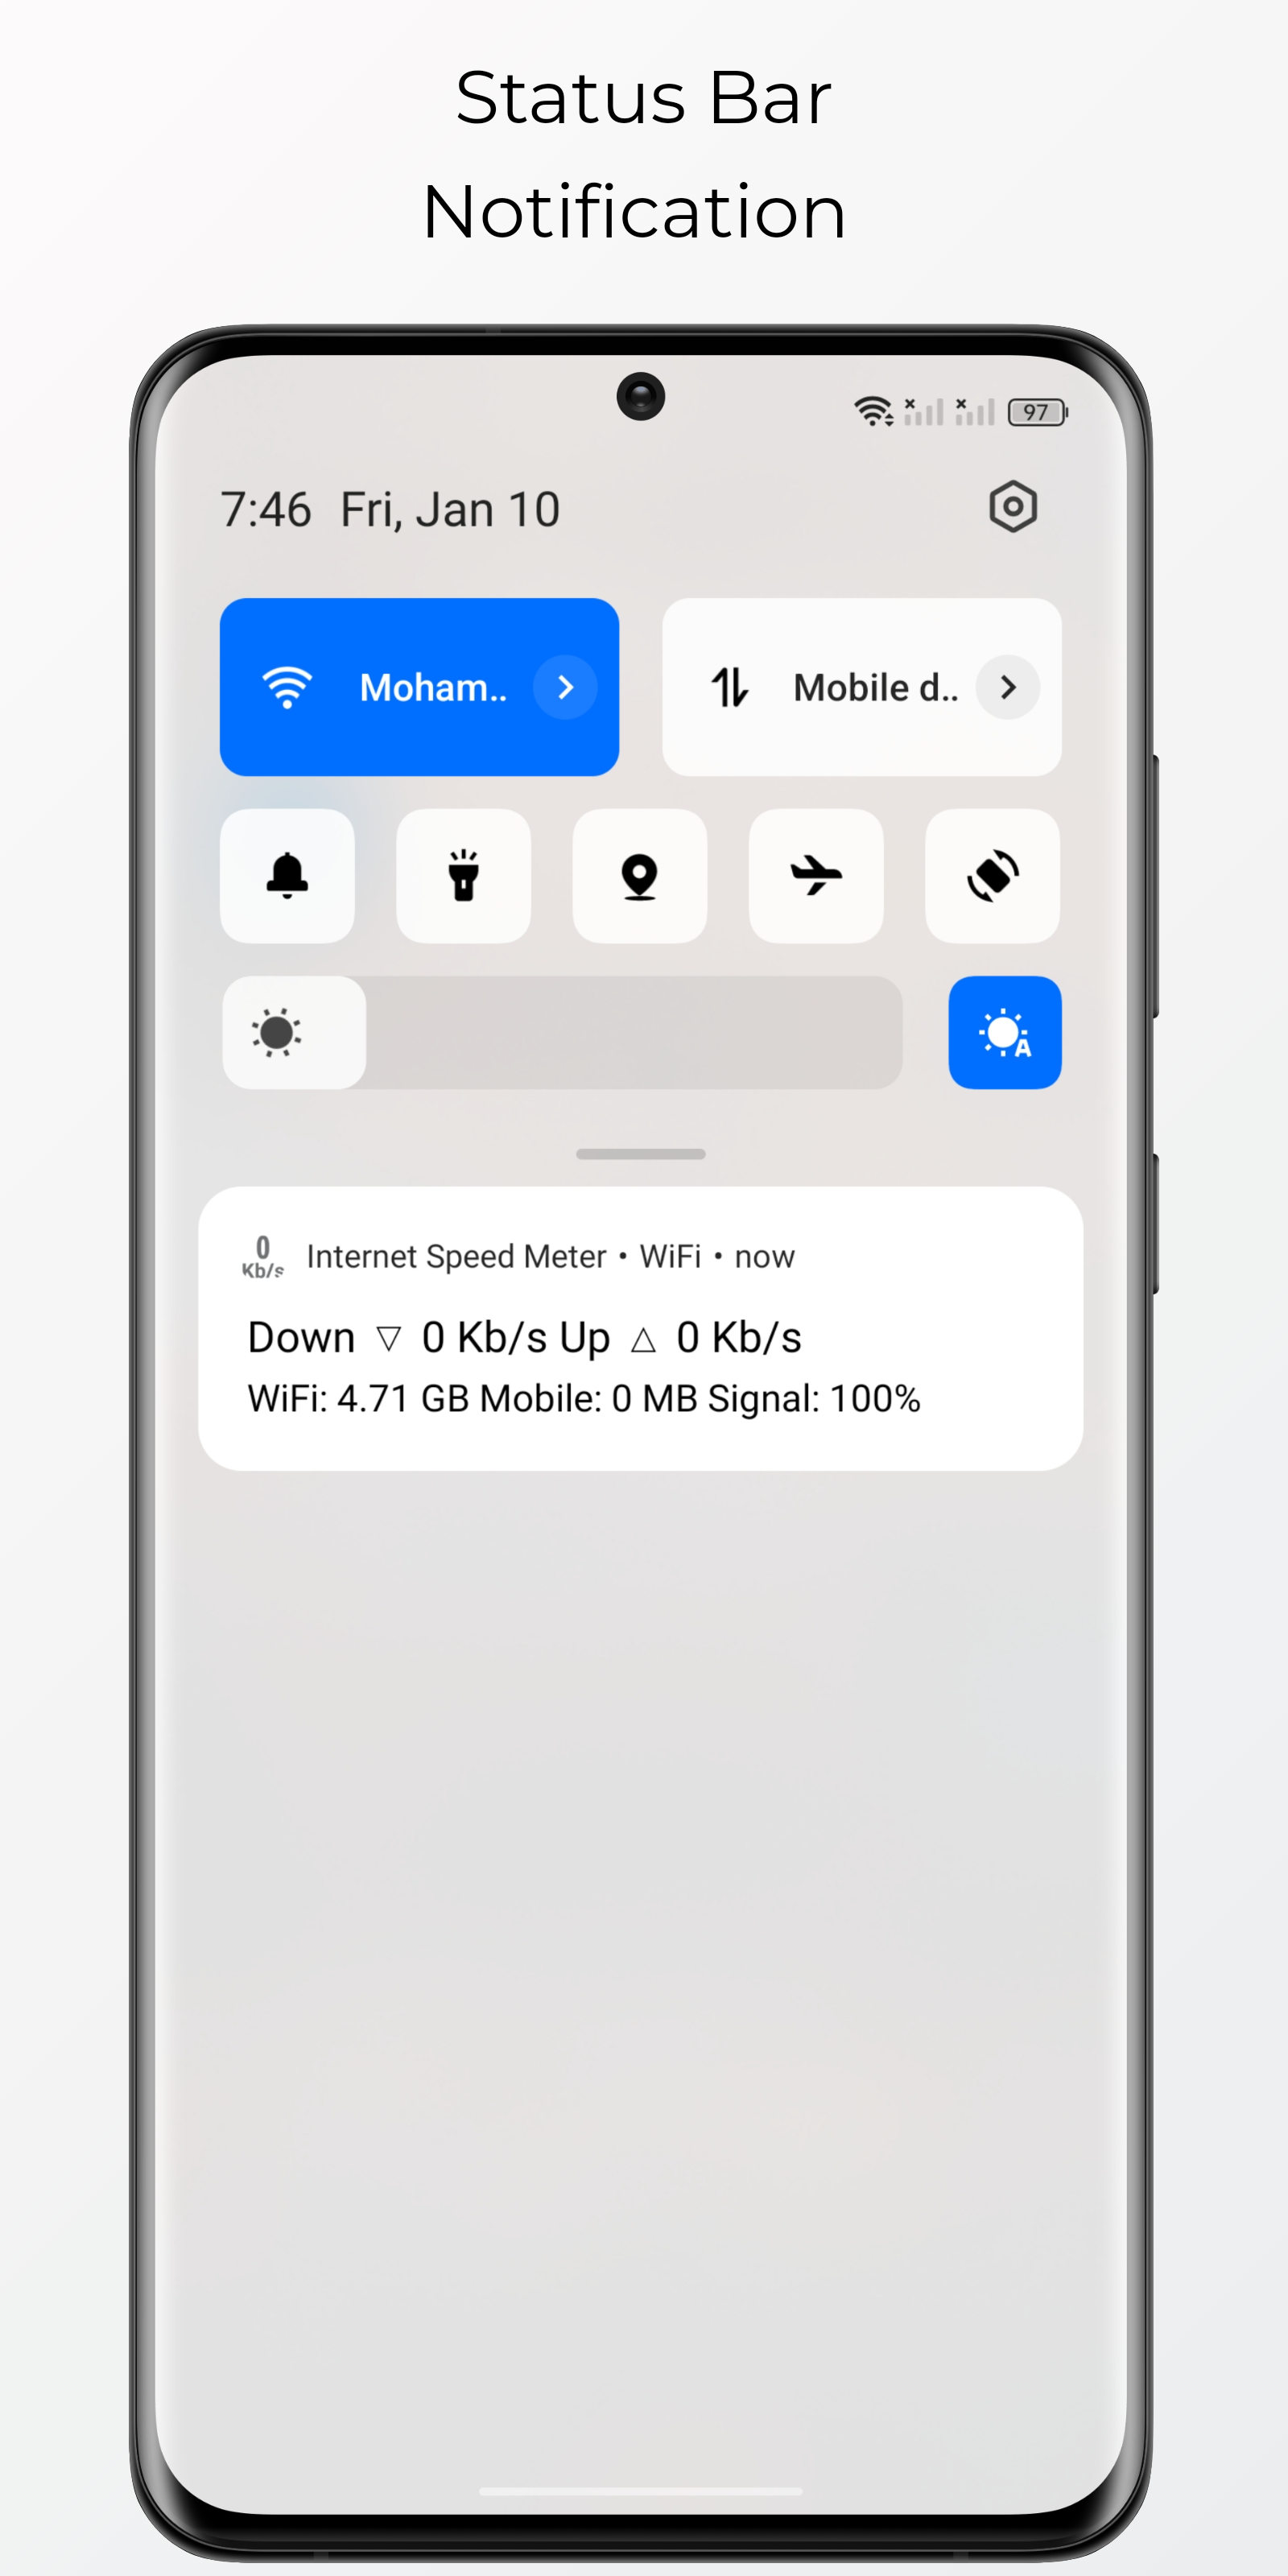 Status Bar
Notification
97
7:46 Fri, Jan 10
Moham..
Mobile d..
A
0
Kb/s
Internet Speed Meter • WiFi • now
Down ▽ 0 Kb/s Up △ 0 Kb/s
WiFi: 4.71 GB Mobile: 0 MB Signal: 100%